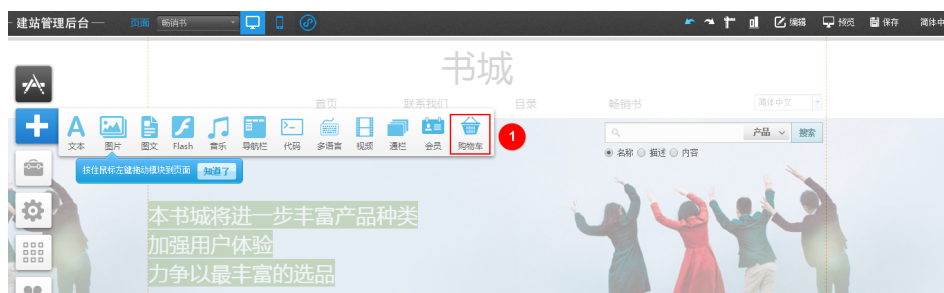 建站管理后台 页面 畅销书 编辑 预览 保存 简体中
书城
首页 联系我们 目录 畅销书 简体中文
文本 图片 图文 Flash 音乐 导航栏 代码 多语言 视频 通栏 会员 购物车 1
产品 搜索
名称 描述 内容
按住鼠标左键拖动模块到页面 知道了
本书城将进一步丰富产品种类
加强用户体验
力争以最丰富的选品